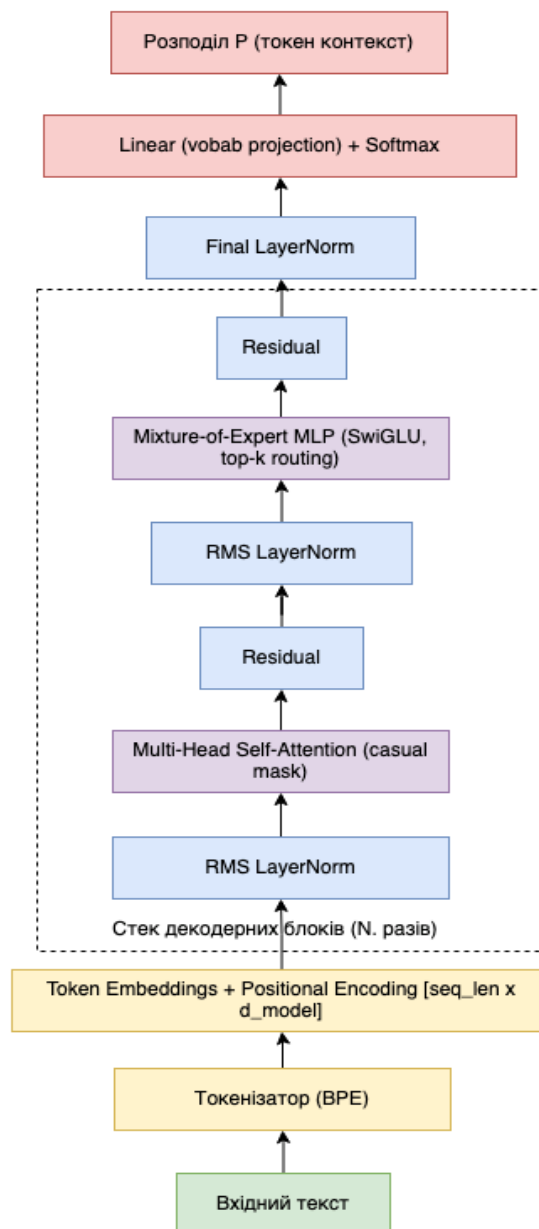 Розподіл P (токен контекст)
Linear (vobab projection) + Softmax
Final LayerNorm
Residual
Mixture-of-Expert MLP (SwiGLU,
top-k routing)
RMS LayerNorm
Residual
Multi-Head Self-Attention (casual
mask)
RMS LayerNorm
Стек декодерних блоків (N. разів)
Token Embeddings + Positional Encoding [seq_len x
d_model]
Токенізатор (BPE)
Вхідний текст